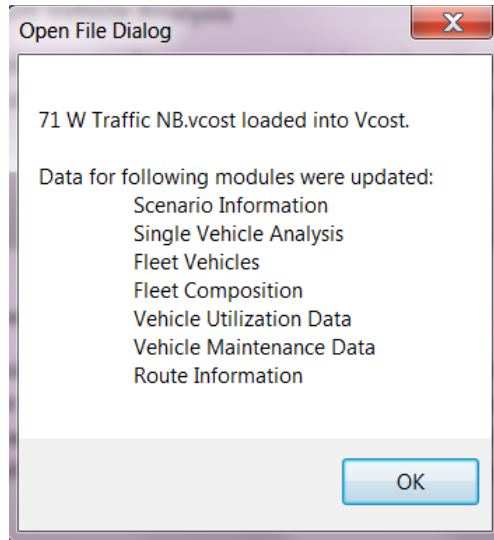 Open File Dialog
71 W Traffic NB.vcost loaded into Vcost.
Data for following modules were updated:
Scenario Information
Single Vehicle Analysis
Fleet Vehicles
Fleet Composition
Vehicle Utilization Data
Vehicle Maintenance Data
Route Information
OK